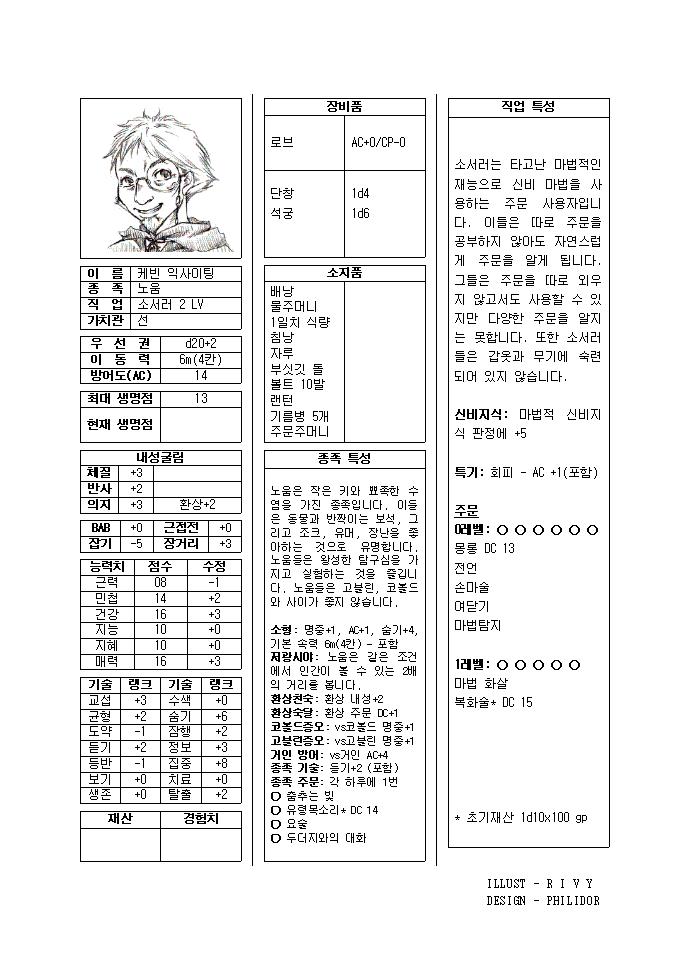 이 름 케빈 익사이팅
종 족 노움
직 업 소서러 2 LV
가치관 선
우 선 권 d20+2
이 동 력 6m(4칸)
방어도(AC) 14
최대 생명점 13
현재 생명점
내성굴림
체질 +3
반사 +2
의지 +3 환상+2
BAB +0 근접전 +0
잡기 -5 장거리 +3
능력치 점수 수정
근력 08 -1
민첩 14 +2
건강 16 +3
지능 10 +0
지혜 10 +0
매력 16 +3
기술 랭크 기술 랭크
교섭 +3 수색 +0
균형 +2 숨기 +6
도약 -1 잠행 +2
듣기 +2 정보 +3
등반 -1 집중 +8
보기 +0 치료 +0
생존 +0 탈출 +2
재산 경험치
장비품
로브 AC+0/CP-0
단창 1d4
석궁 1d6
소지품
배낭
물주머니
1일치 식량
침낭
자루
부싯깃 돌
볼트 10발
랜턴
기름병 5개
주문주머니
종족 특성
노움은 작은 키와 뾰족한 수
염을 가진 종족입니다. 이들
은 동물과 반짝이는 보석, 그
리고 조크, 유머, 장난을 좋
아하는 것으로 유명합니다.
노움들은 왕성한 탐구심을 가
지고 실험하는 것을 즐깁니
다. 노움들은 고블린, 코볼드
와 사이가 좋지 않습니다.
소형: 명중+1, AC+1, 숨기+4,
기본 속력 6m(4칸) - 포함
저광시야: 노움은 같은 조건
에서 인간이 볼 수 있는 2배
의 거리를 봅니다.
환상친숙: 환상 내성+2
환상숙달: 환상 주문 DC+1
코볼드증오: vs코볼드 명중+1
고블린증오: vs고블린 명중+1
거인 방어: vs거인 AC+4
종족 기술: 듣기+2 (포함)
종족 주문: 각 하루에 1번
○ 춤추는 빛
○ 유령목소리* DC 14
○ 요술
○ 두더지와의 대화
직업 특성
소서러는 타고난 마법적인
재능으로 신비 마법을 사
용하는 주문 사용자입니
다. 이들은 따로 주문을
공부하지 않아도 자연스럽
게 주문을 알게 됩니다.
그들은 주문을 따로 외우
지 않고서도 사용할 수 있
지만 다양한 주문을 알지
는 못합니다. 또한 소서러
들은 갑옷과 무기에 숙련
되어 있지 않습니다.
신비지식: 마법적 신비지
식 판정에 +5
특기: 회피 - AC +1(포함)
주문
0레벨: ○ ○ ○ ○ ○ ○
몽롱 DC 13
전언
손마술
여닫기
마법탐지
1레벨: ○ ○ ○ ○ ○
마법 화살
복화술* DC 15
* 초기재산 1d10x100 gp
ILLUST - R I V Y
DESIGN - PHILIDOR